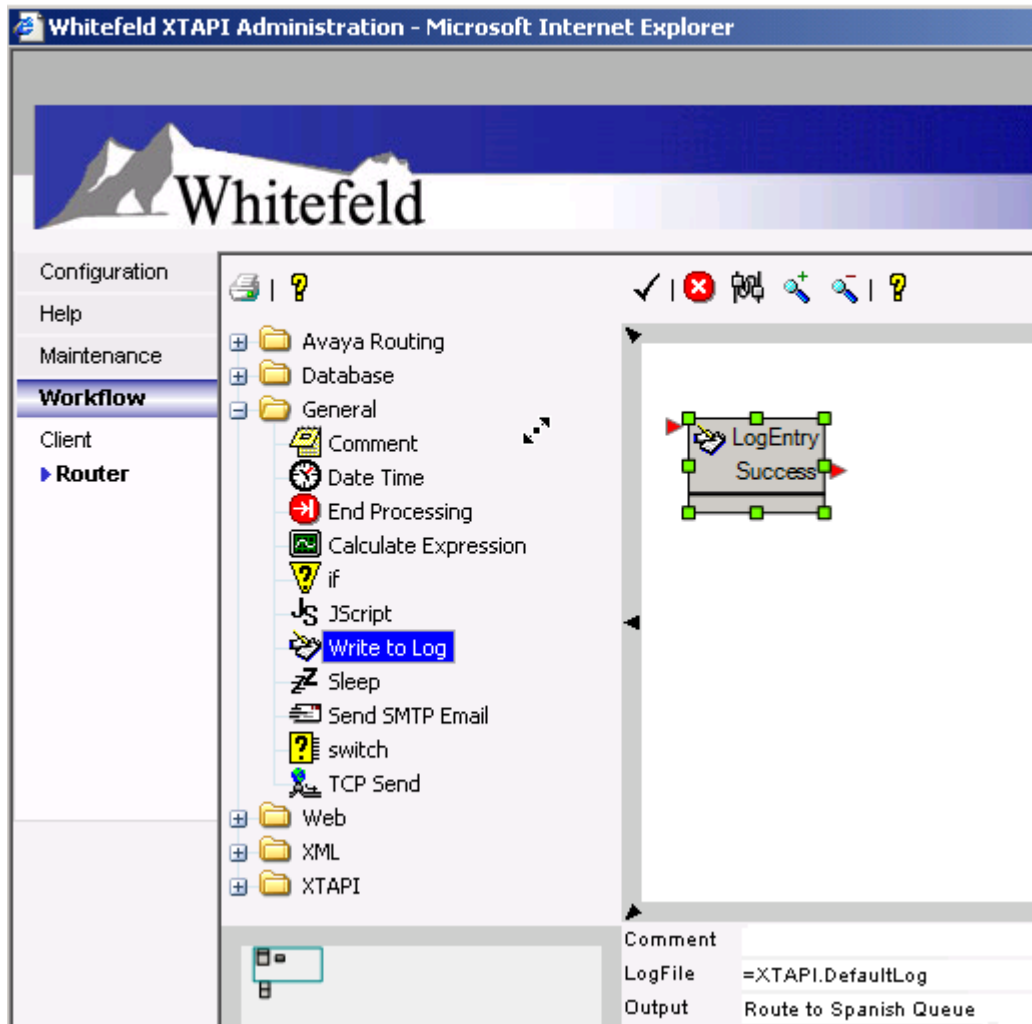 Whitefeld XTAPI Administration - Microsoft Internet Explorer
Whitefeld
Configuration
Help
Maintenance
Workflow
Client
Router
Avaya Routing
Database
General
Comment
Date Time
End Processing
Calculate Expression
if
JScript
Write to Log
Sleep
Send SMTP Email
switch
TCP Send
Web
XML
XTAPI
LogEntry
Success
Comment
LogFile =XTAPI.DefaultLog
Output Route to Spanish Queue